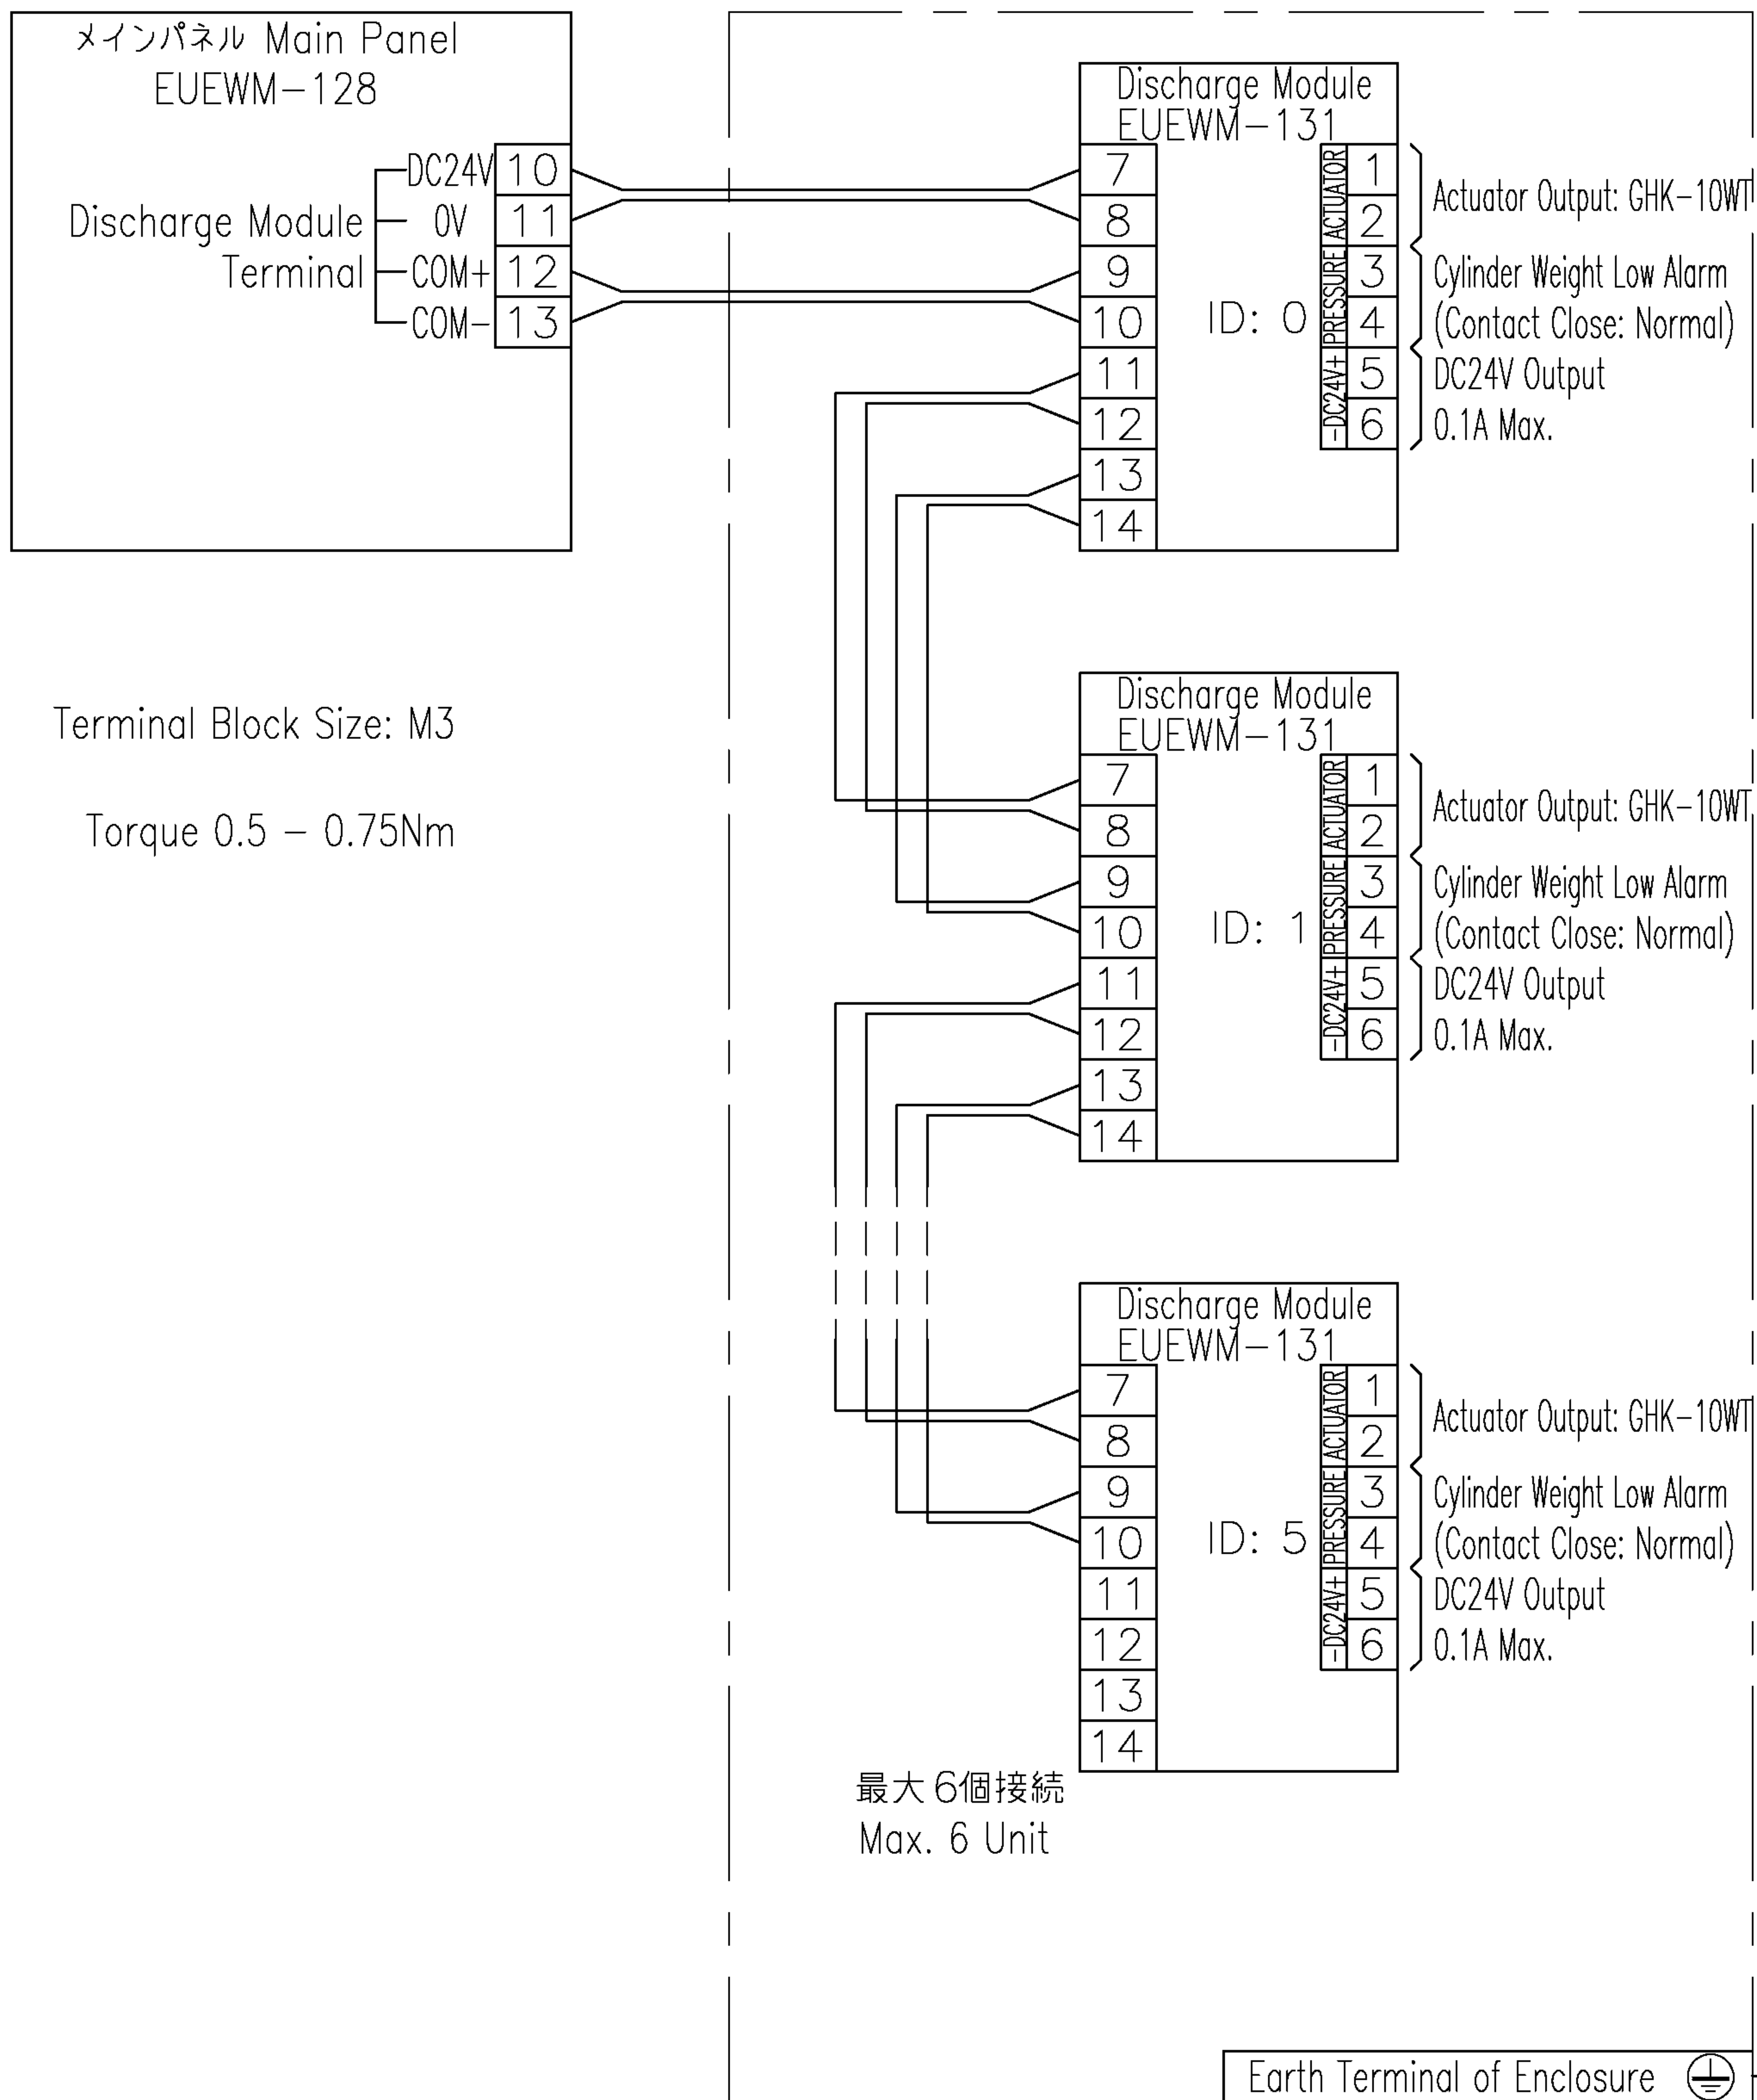 メインパネル Main Panel
EUEWM-128
Discharge Module
Terminal
DC24V 10
0V 11
COM+ 12
COM- 13
Terminal Block Size: M3
Torque 0.5 - 0.75Nm
Discharge Module
EUEWM-131
7
8
9
10
11
12
13
14
ID: 0
ACTUATOR
PRESSURE
-DC24V+
1
2
3
4
5
6
Actuator Output: GHK-10WT
Cylinder Weight Low Alarm
(Contact Close: Normal)
DC24V Output
0.1A Max.
Discharge Module
EUEWM-131
7
8
9
10
11
12
13
14
ID: 1
ACTUATOR
PRESSURE
-DC24V+
1
2
3
4
5
6
Actuator Output: GHK-10WT
Cylinder Weight Low Alarm
(Contact Close: Normal)
DC24V Output
0.1A Max.
Discharge Module
EUEWM-131
7
8
9
10
11
12
13
14
ID: 5
ACTUATOR
PRESSURE
-DC24V+
1
2
3
4
5
6
Actuator Output: GHK-10WT
Cylinder Weight Low Alarm
(Contact Close: Normal)
DC24V Output
0.1A Max.
最大6個接続
Max. 6 Unit
Earth Terminal of Enclosure